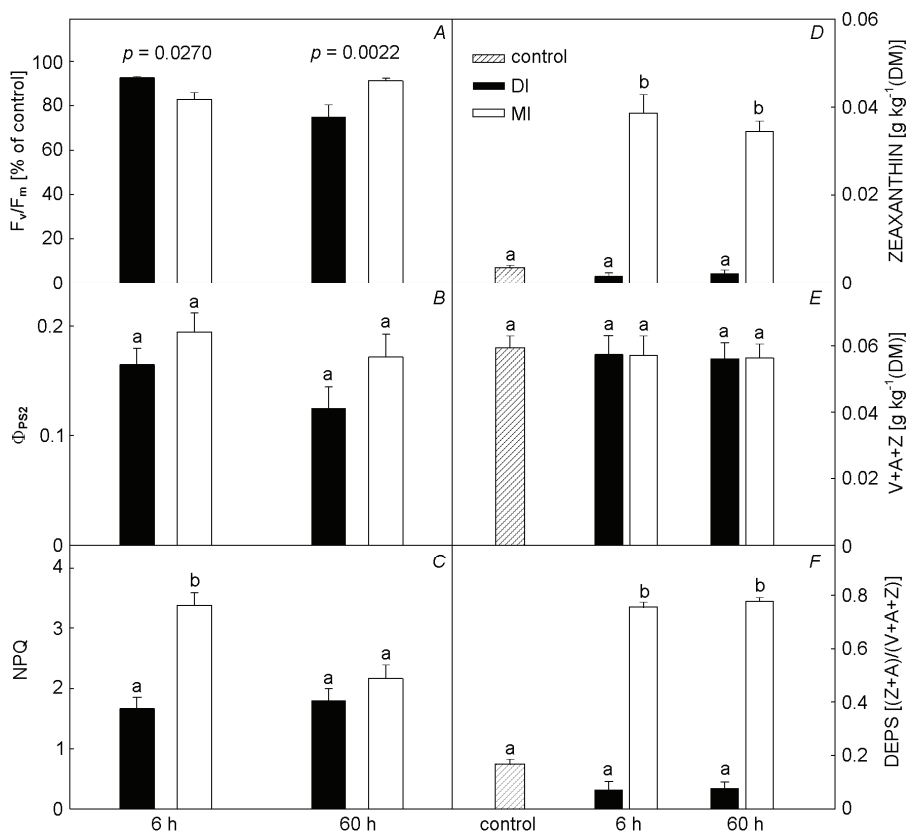 A
p = 0.0270
p = 0.0022
100
80
60
40
20
0
F_v/F_m [% of control]
B
a
a
a
a
0.2
0.1
0
Φ_PS2
C
a
b
a
a
4
3
2
1
0
NPQ
6 h
60 h
D
control
DI
MI
a
a
b
a
b
0.06
0.04
0.02
0
ZEAXANTHIN [g kg⁻¹(DM)]
E
a
a
a
a
a
0.06
0.04
0.02
0
V+A+Z [g kg⁻¹(DM)]
F
a
a
b
a
b
0.8
0.6
0.4
0.2
0
DEPS [(Z+A)/(V+A+Z)]
control
6 h
60 h